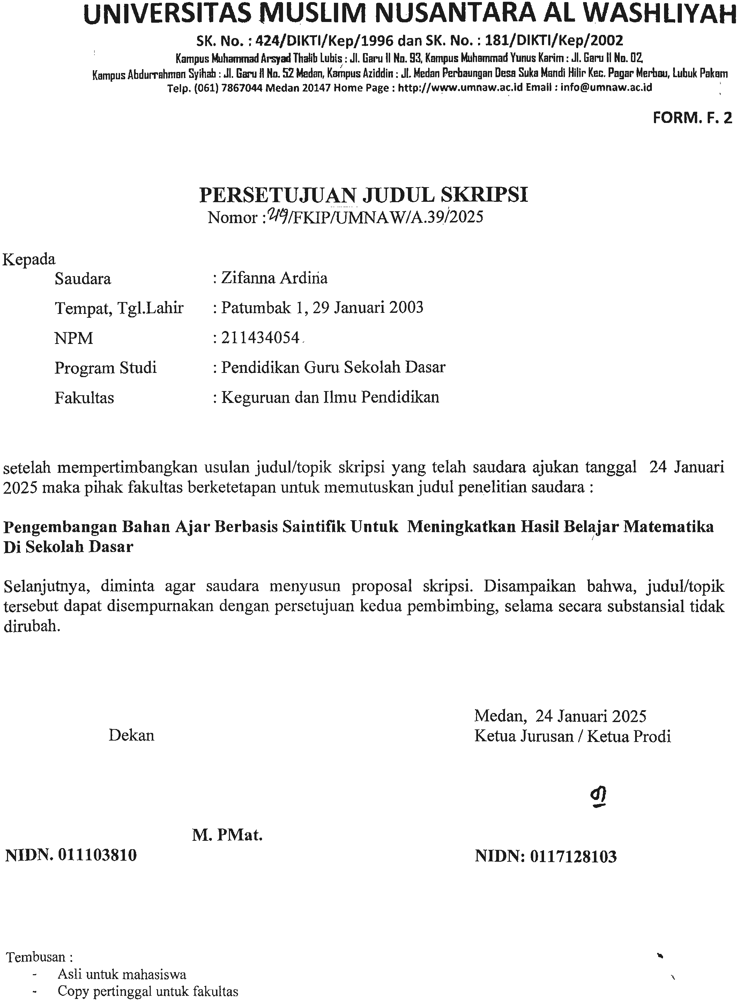 UNIVERSITAS MUSLIM NUSANTARA AL WASHLIYAH
SK. No. : 424/DIKTI/Kep/1996 dan SK. No. : 181/DIKTI/Kep/2002
Kampus Muhammad Arsyad Thalib Lubis : Jl. Garu II No. 93, Kampus Muhammad Yunus Karim : Jl. Garu II No. 02,
Kampus Abdurrahman Syihab : Jl. Garu II No. 52 Medan, Kampus Aziddin : Jl. Medan Perbaungan Desa Suka Mandi Hilir Kec. Pagar Merbau, Lubuk Pakam
Telp. (061) 7867044 Medan 20147 Home Page : http://www.umnaw.ac.id Email : info@umnaw.ac.id
FORM. F. 2
PERSETUJUAN JUDUL SKRIPSI
Nomor : /FKIP/UMNAW/A.39/2025
Kepada
Saudara : Zifanna Ardina
Tempat, Tgl.Lahir : Patumbak 1, 29 Januari 2003
NPM : 211434054
Program Studi : Pendidikan Guru Sekolah Dasar
Fakultas : Keguruan dan Ilmu Pendidikan
setelah mempertimbangkan usulan judul/topik skripsi yang telah saudara ajukan tanggal 24 Januari
2025 maka pihak fakultas berketetapan untuk memutuskan judul penelitian saudara :
Pengembangan Bahan Ajar Berbasis Saintifik Untuk Meningkatkan Hasil Belajar Matematika
Di Sekolah Dasar
Selanjutnya, diminta agar saudara menyusun proposal skripsi. Disampaikan bahwa, judul/topik
tersebut dapat disempurnakan dengan persetujuan kedua pembimbing, selama secara substansial tidak
dirubah.
Medan, 24 Januari 2025
Dekan Ketua Jurusan / Ketua Prodi
M. PMat.
NIDN. 011103810 NIDN: 0117128103
Tembusan :
- Asli untuk mahasiswa
- Copy pertinggal untuk fakultas